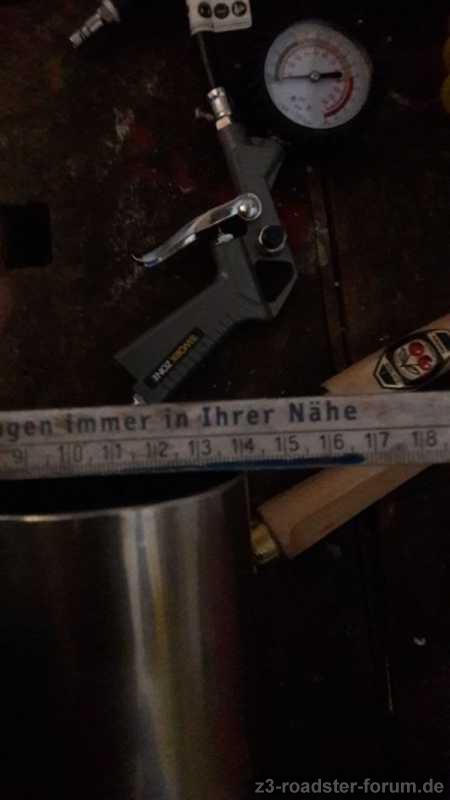 WORKZONE
ogen immer in Ihrer Nähe
9 10 11 12 13 14 15 16 17 18
z3-roadster-forum.de